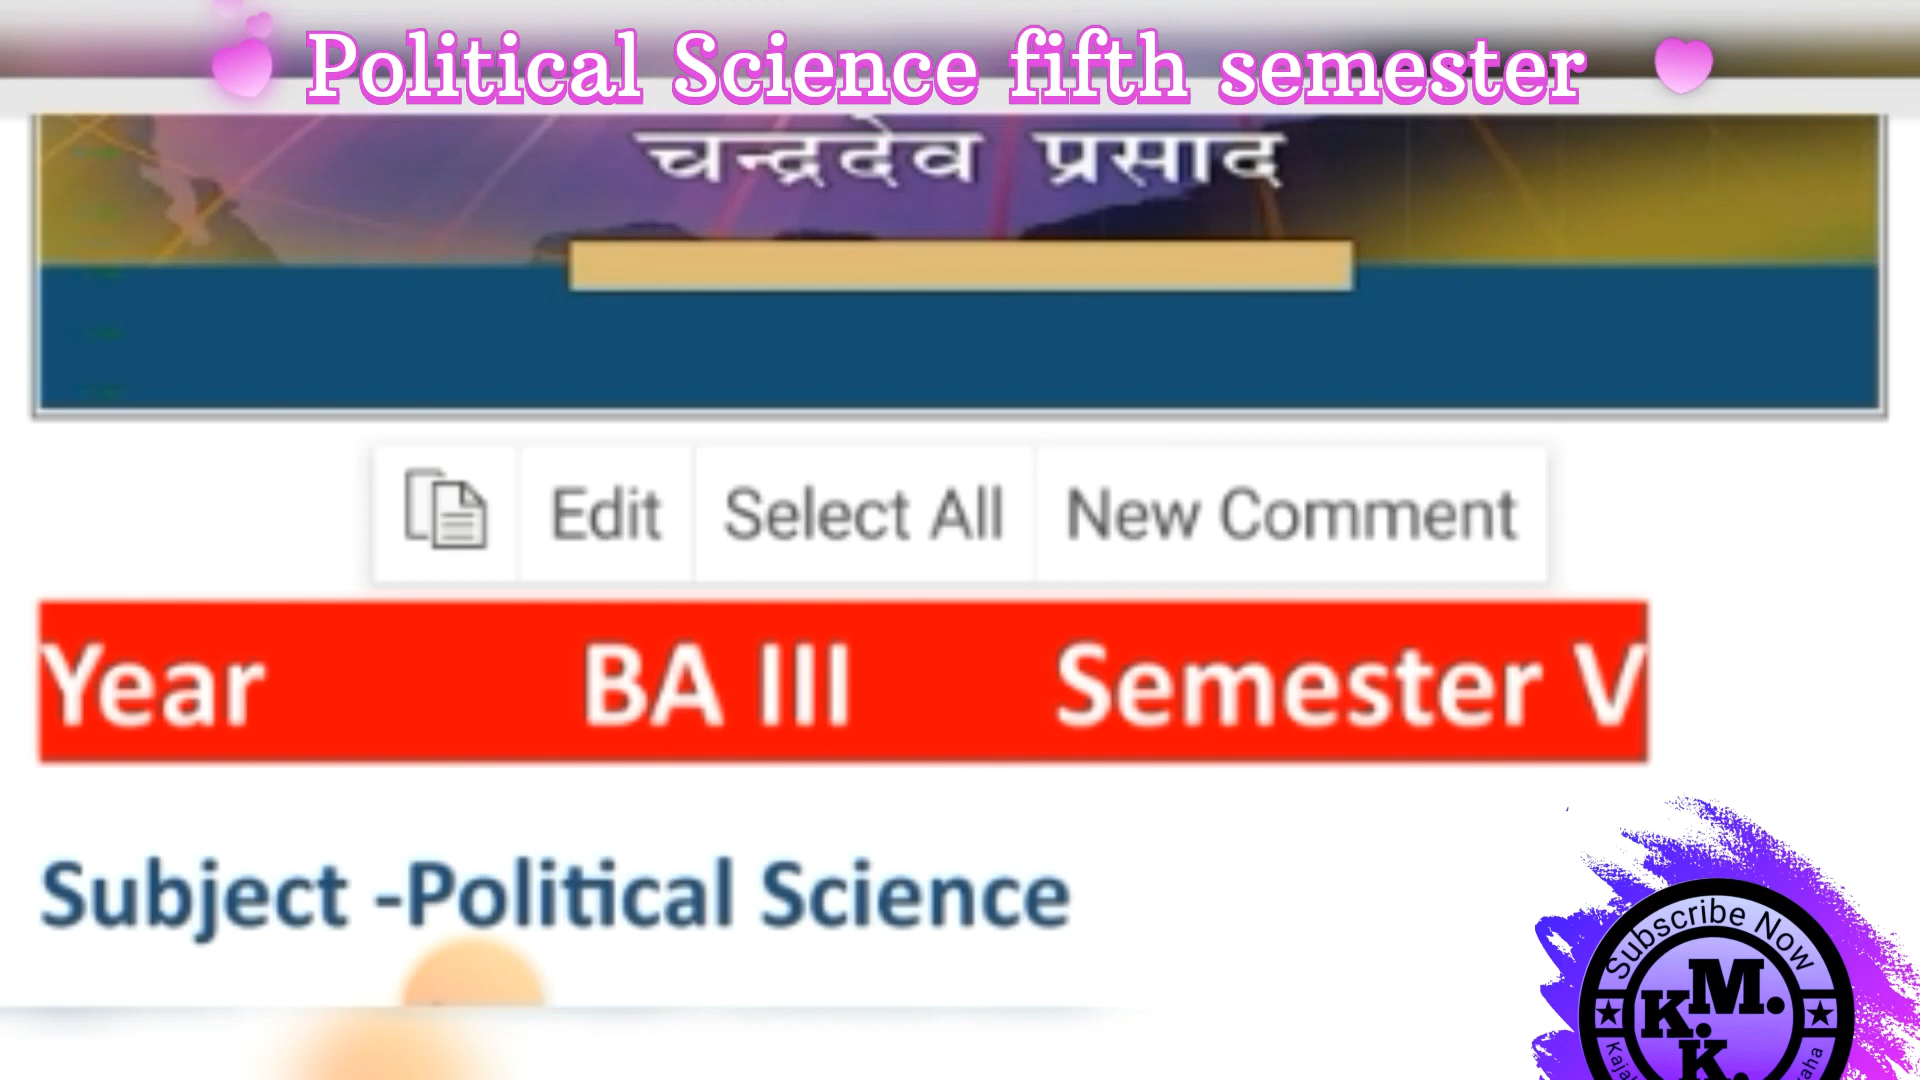 Political Science fifth semester
चन्द्रदेव प्रसाद
Edit Select All New Comment
Year BA III Semester V
Subject -Political Science
Subscribe Now
K.M.
K.